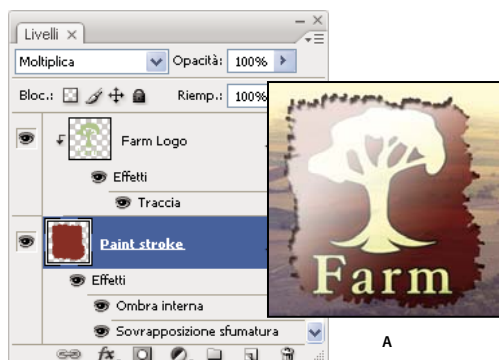 Livelli
Moltiplica Opacità: 100%
Bloc.: Riemp.: 100%
Farm Logo
Effetti
Traccia
Paint stroke
Effetti
Ombra interna
Sovrapposizione sfumatura
Farm
A